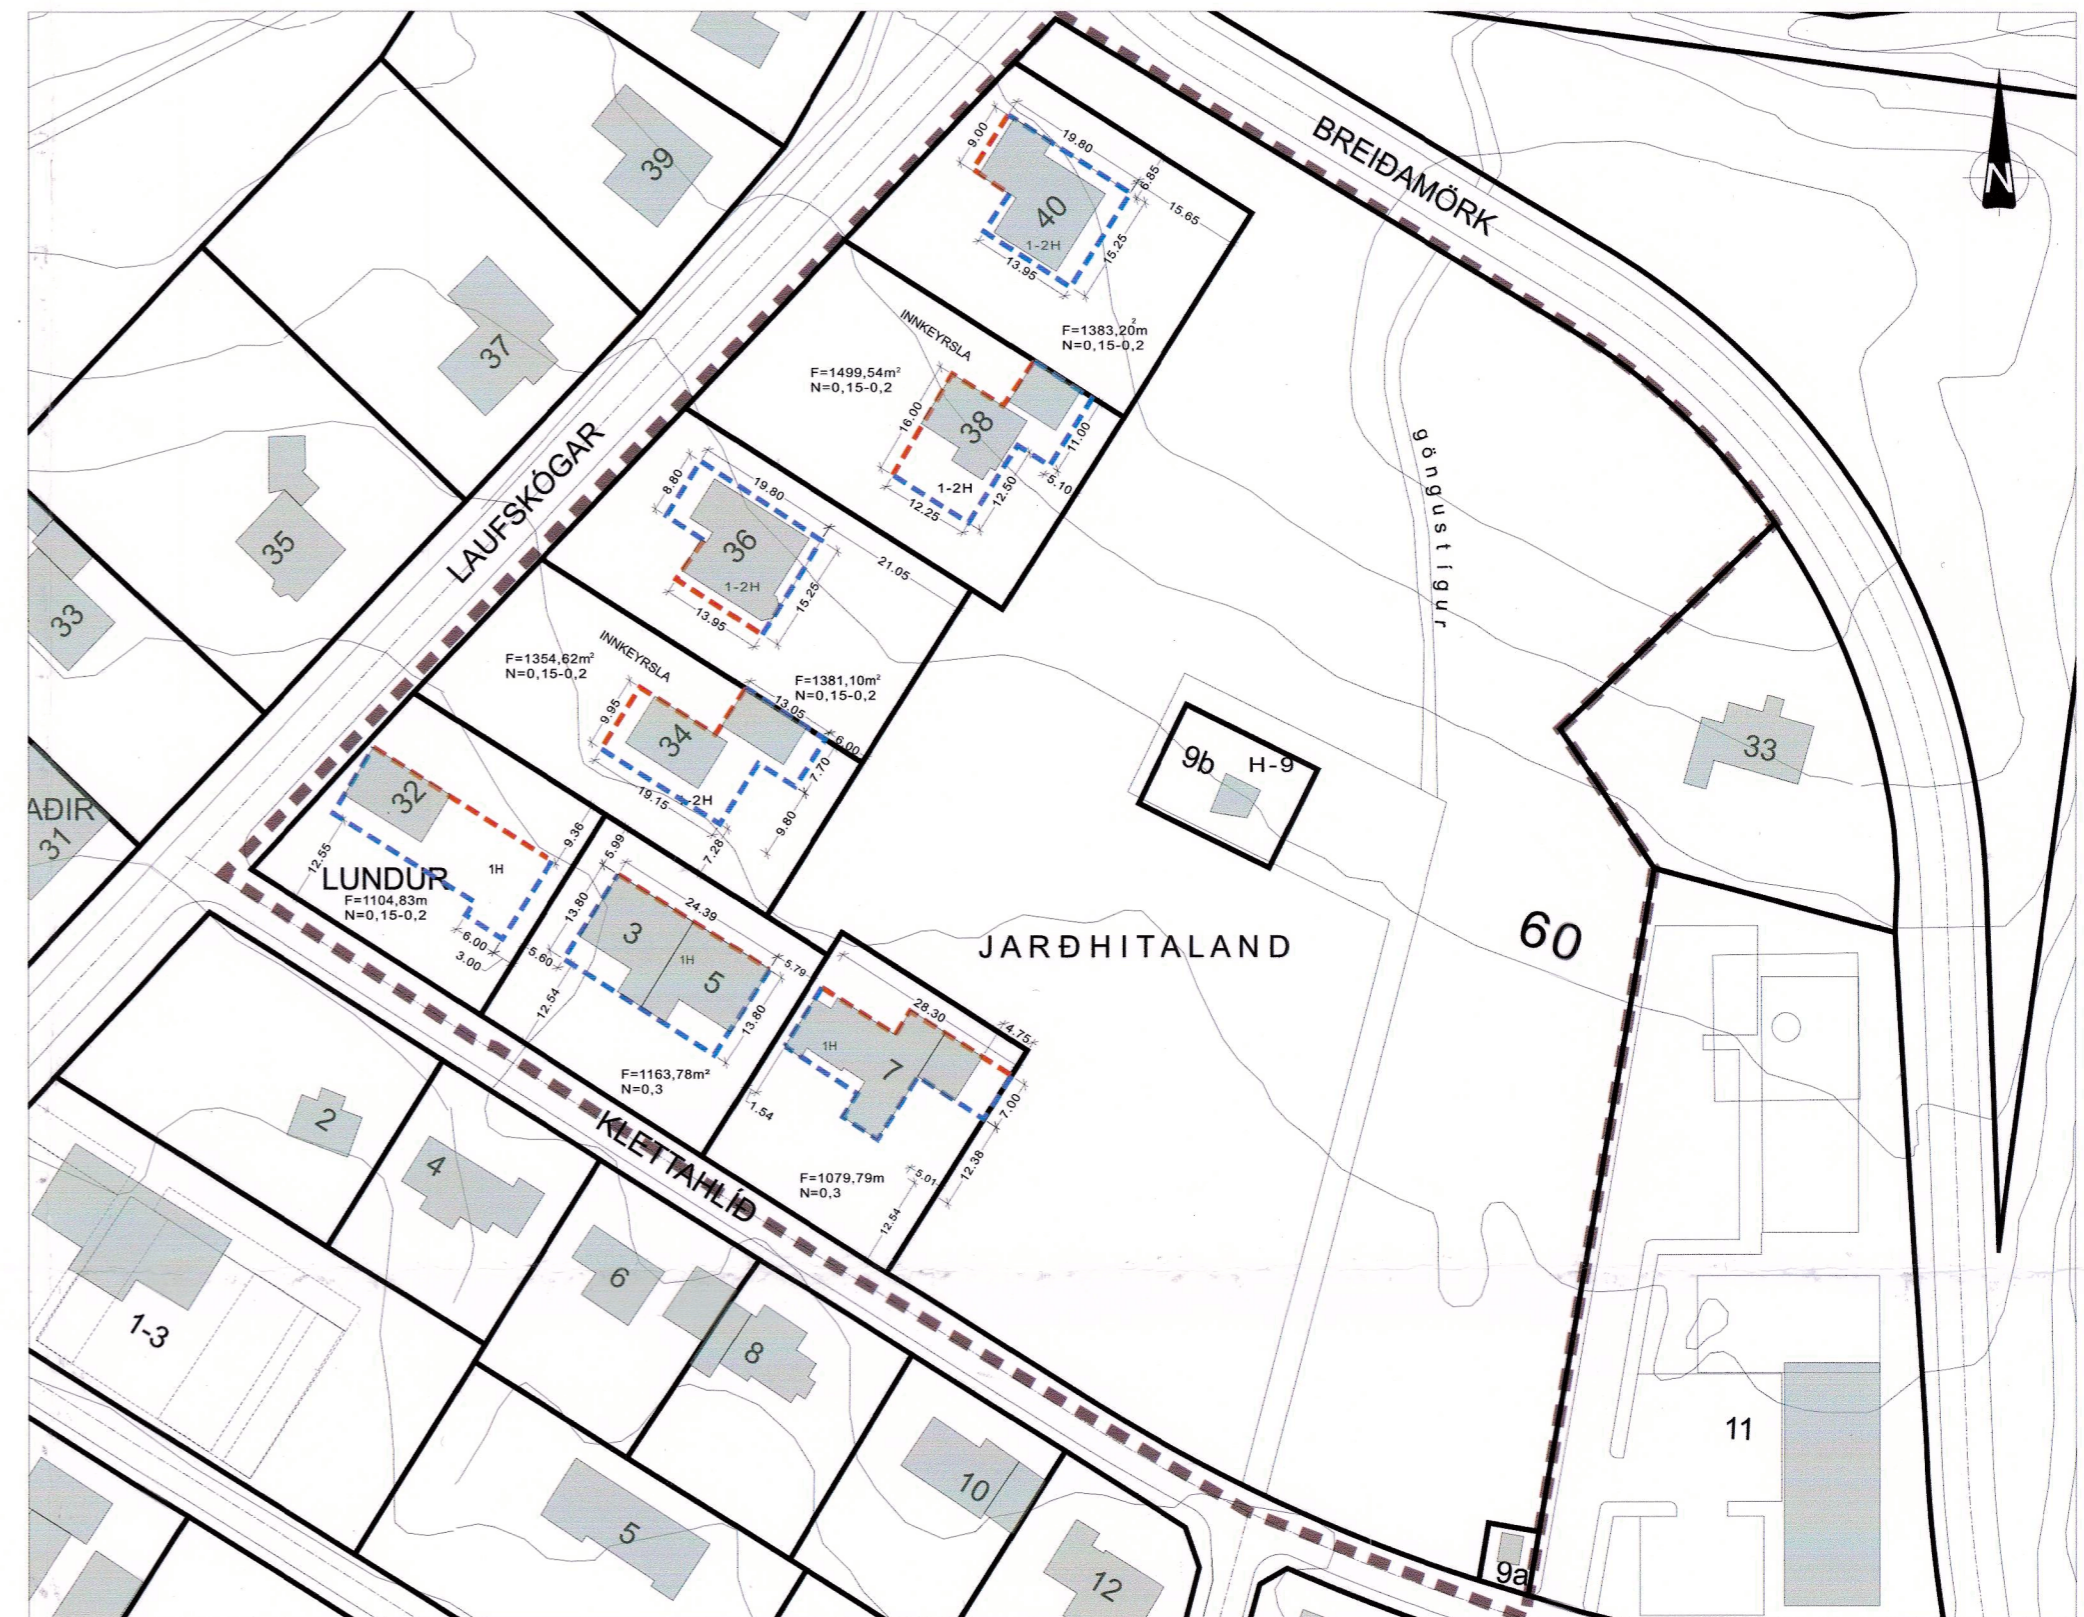 BREIÐAMÖRK
N
39
9.00
19.80
6.85
15.65
40
1-2H
15.25
13.95
37
INNKEYRSLA
F=1383,20m²
N=0,15-0,2
F=1499,54m²
N=0,15-0,2
16.00
38
11.00
1-2H
5.10
12.50
12.25
LAUFSKÓGAR
göngustígur
35
33
8.80
19.80
36
1-2H
21.05
15.25
13.95
INNKEYRSLA
F=1354,62m²
N=0,15-0,2
F=1381,10m²
N=0,15-0,2
13.05
9.95
34
6.00
7.70
19.15
-2H
9.80
7.28
33
9b
H-9
32
9.36
12.55
1H
LUNDUR
F=1104,83m
N=0,15-0,2
6.00
3.00
AÐIR
31
5.99
13.80
24.39
3
1H
5
5.60
5.79
12.54
13.80
F=1163,78m²
N=0,3
JARÐHITALAND
60
28.30
4.75
1H
7
7.00
1.54
12.38
5.01
F=1079,79m
N=0,3
12.54
KLETTAHLÍÐ
2
4
6
8
1-3
10
5
12
11
9a